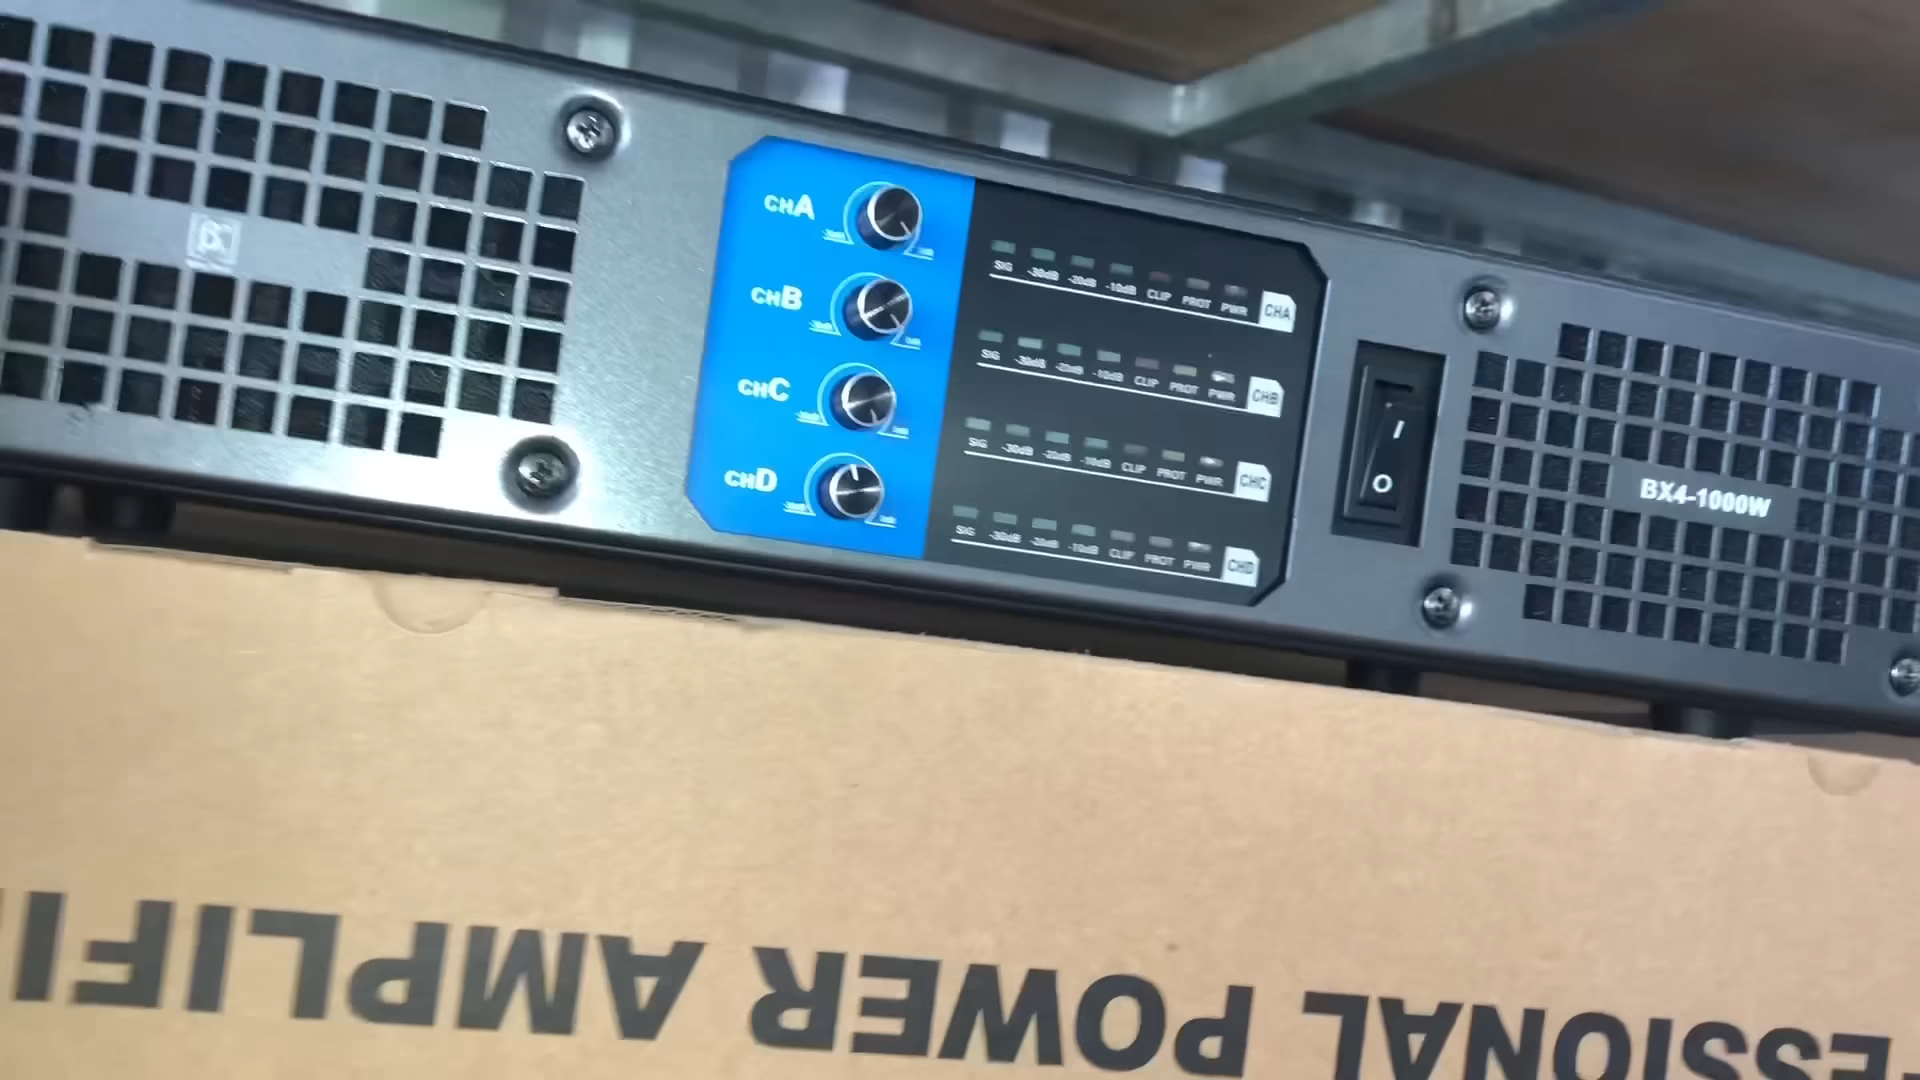 CHA
CHB
CHC
CHD
SIG -30dB -20dB -10dB CLIP PROT PWR CHA
SIG -30dB -20dB -10dB CLIP PROT PWR CHB
SIG -30dB -20dB -10dB CLIP PROT PWR CHC
SIG -30dB -20dB -10dB CLIP PROT PWR CHD
BX4-1000W
ESSIONAL POWER AMPLIFI